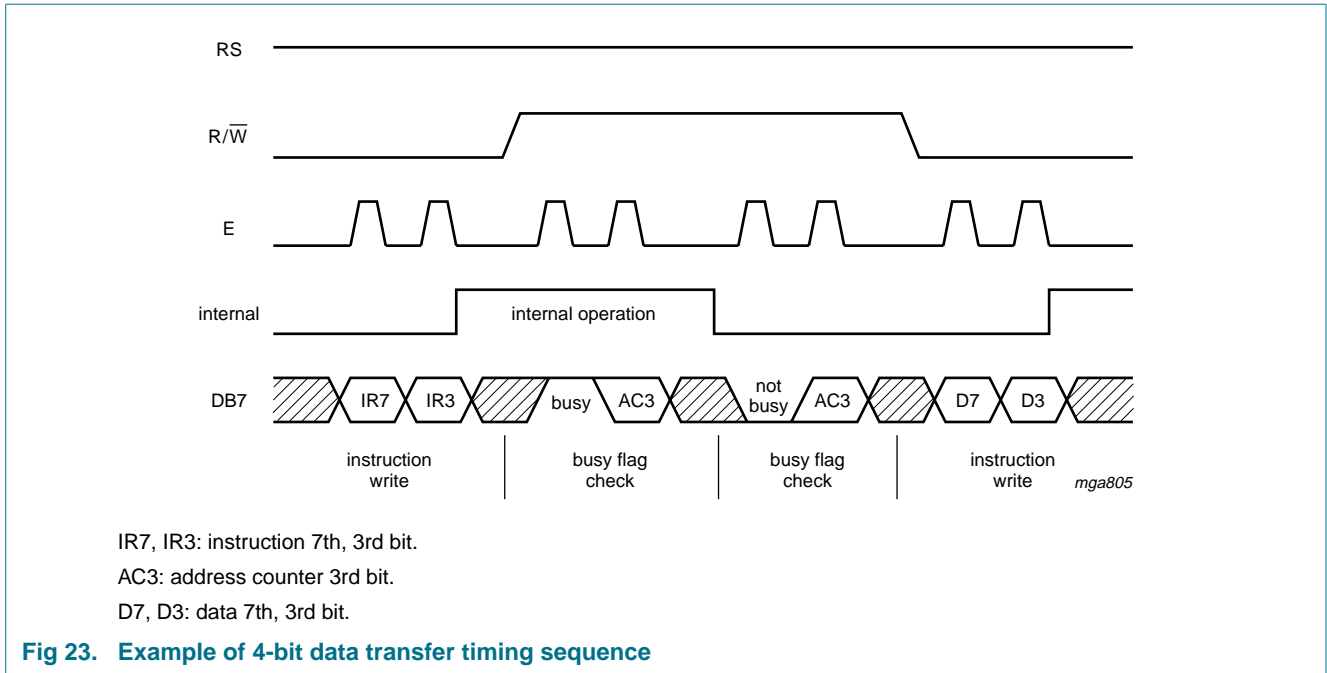 RS
R/W̅
E
internal
internal operation
DB7
IR7
IR3
busy
AC3
not
busy
AC3
D7
D3
instruction
write
busy flag
check
busy flag
check
instruction
write
mga805
IR7, IR3: instruction 7th, 3rd bit.
AC3: address counter 3rd bit.
D7, D3: data 7th, 3rd bit.
Fig 23. Example of 4-bit data transfer timing sequence